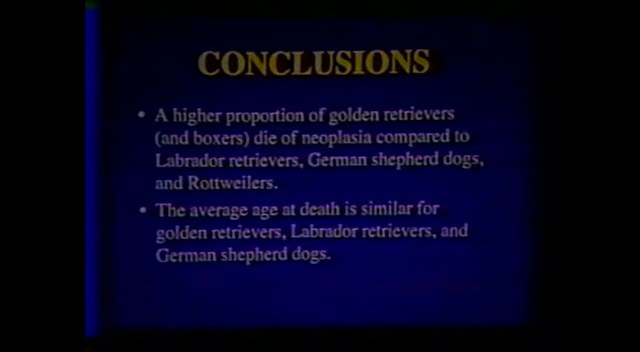 CONCLUSIONS
• A higher proportion of golden retrievers
(and boxers) die of neoplasia compared to
Labrador retrievers, German shepherd dogs,
and Rottweilers.
• The average age at death is similar for
golden retrievers, Labrador retrievers, and
German shepherd dogs.